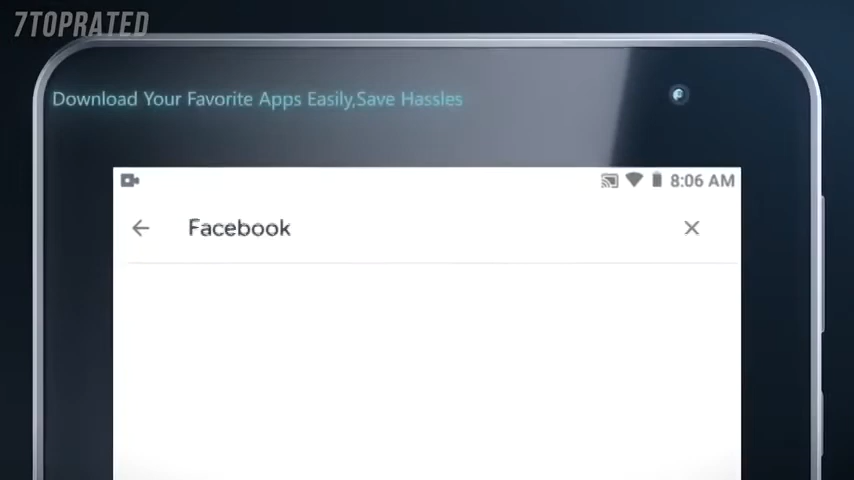 7TOPRATED
Download Your Favorite Apps Easily,Save Hassles
8:06 AM
Facebook